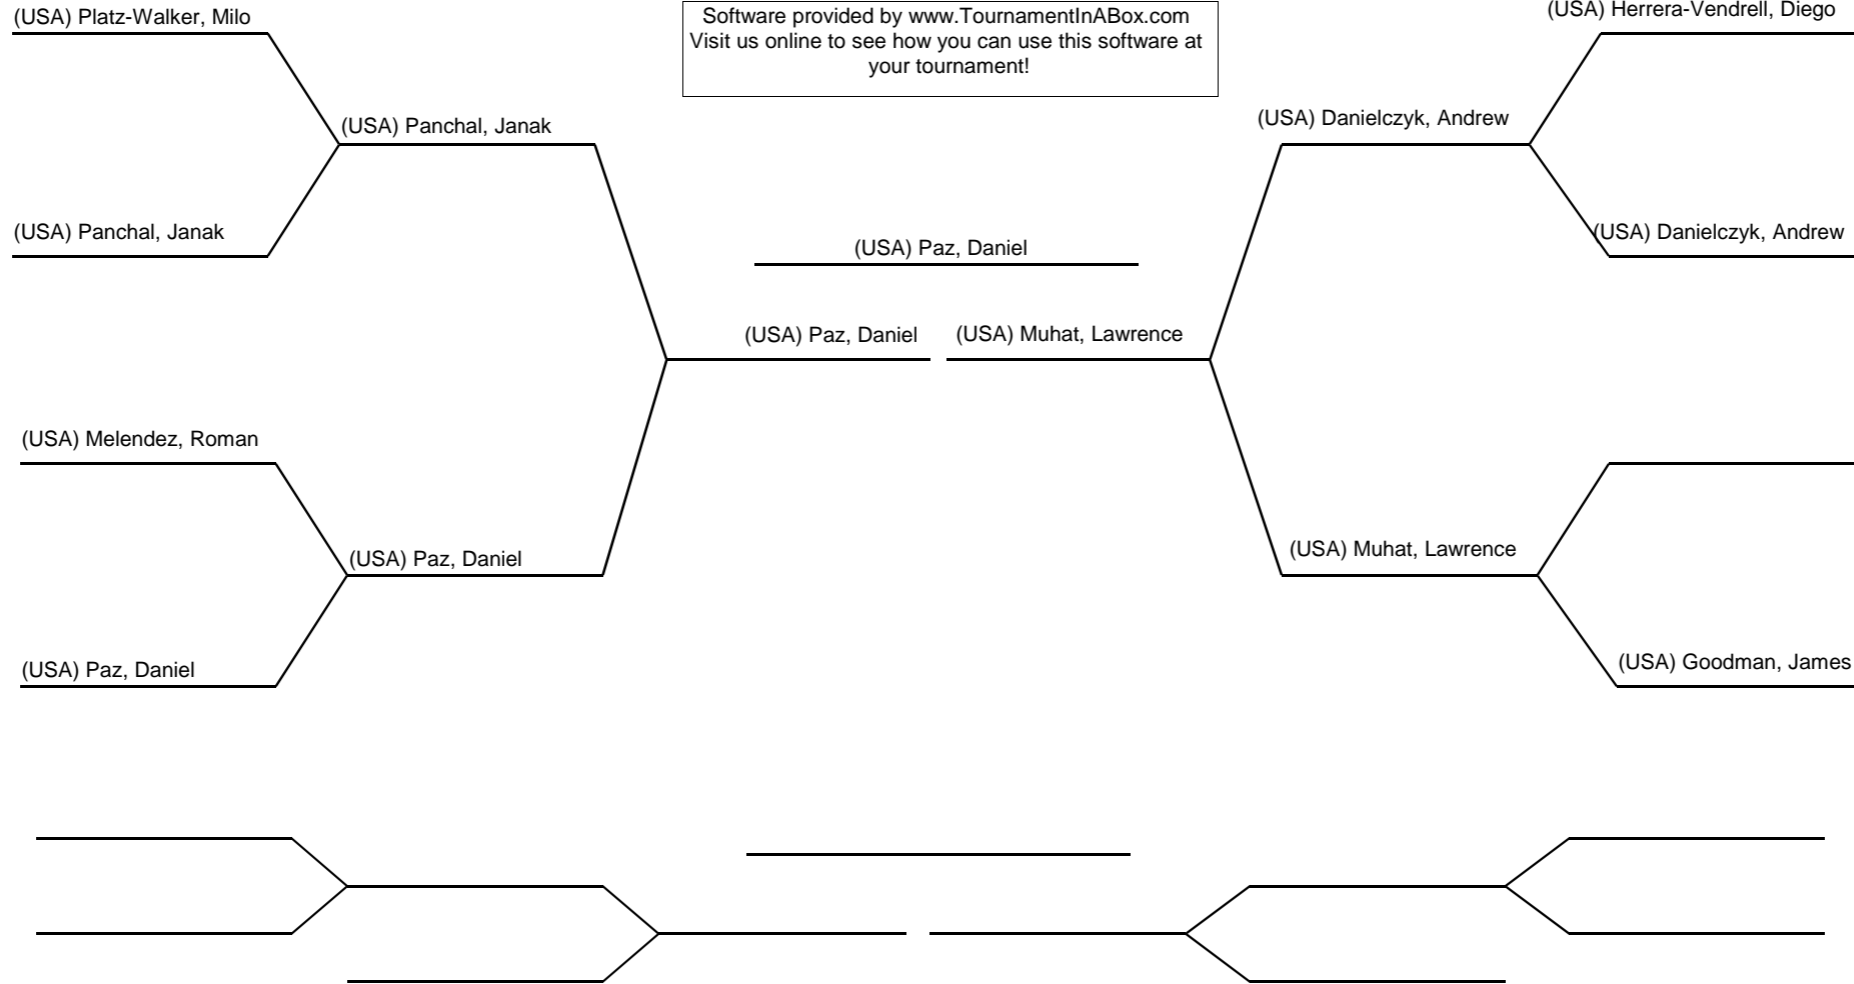 (USA) Platz-Walker, Milo
Software provided by www.TournamentInABox.com
Visit us online to see how you can use this software at
your tournament!
(USA) Herrera-Vendrell, Diego
(USA) Panchal, Janak
(USA) Danielczyk, Andrew
(USA) Panchal, Janak
(USA) Paz, Daniel
(USA) Danielczyk, Andrew
(USA) Paz, Daniel
(USA) Muhat, Lawrence
(USA) Melendez, Roman
(USA) Paz, Daniel
(USA) Muhat, Lawrence
(USA) Paz, Daniel
(USA) Goodman, James